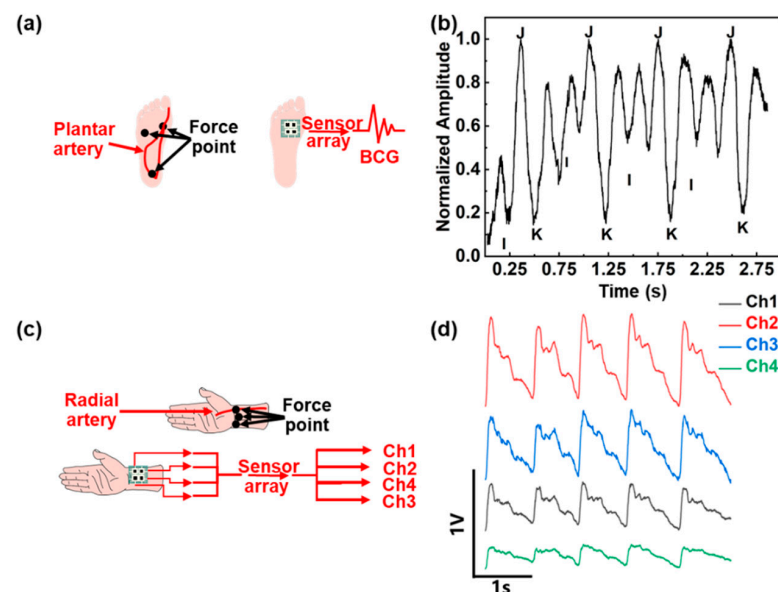 (a)
Plantar
artery
Force
point
Sensor
array
BCG
(b)
Normalized Amplitude
1.0
0.8
0.6
0.4
0.2
0.0
J
J
J
J
I
I
I
I
K
K
K
K
0.25
0.75
1.25
1.75
2.25
2.75
Time (s)
(c)
Radial
artery
Force
point
Sensor
array
Ch1
Ch2
Ch4
Ch3
(d)
Ch1
Ch2
Ch3
Ch4
1V
1s